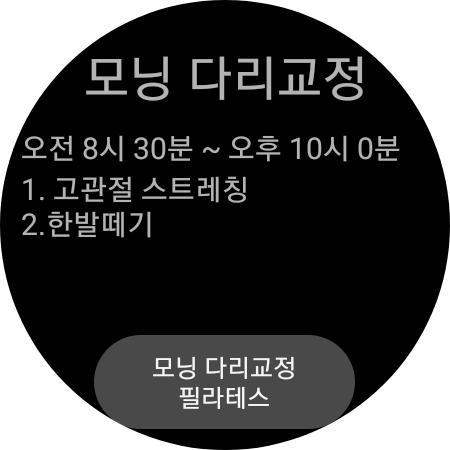 모닝 다리교정
오전 8시 30분 ~ 오후 10시 0분
1. 고관절 스트레칭
2.한발떼기
모닝 다리교정
필라테스